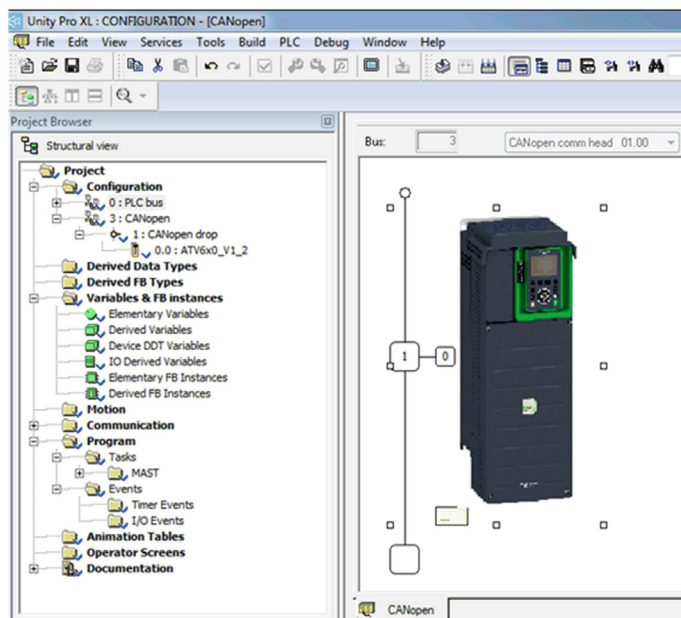 Unity Pro XL : CONFIGURATION - [CANopen]
File Edit View Services Tools Build PLC Debug Window Help
Project Browser
Structural view
Bus: 3 CANopen comm head 01.00
Project
Configuration
0 : PLC bus
3 : CANopen
1 : CANopen drop
0.0 : ATV6x0_V1_2
Derived Data Types
Derived FB Types
Variables & FB instances
Elementary Variables
Derived Variables
Device DDT Variables
IO Derived Variables
Elementary FB Instances
Derived FB Instances
Motion
Communication
Program
Tasks
MAST
Events
Timer Events
I/O Events
Animation Tables
Operator Screens
Documentation
1 0
...
CANopen